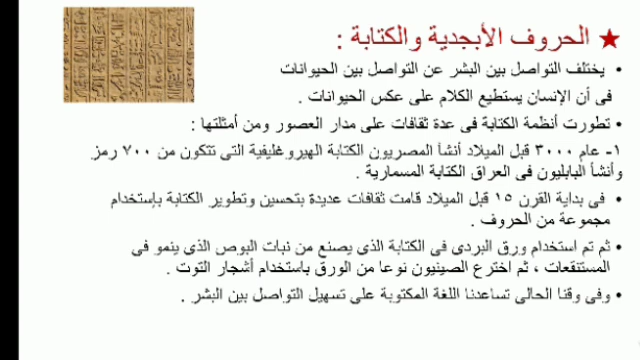 ★ الحروف الأبجدية والكتابة :
• يختلف التواصل بين البشر عن التواصل بين الحيوانات
فى أن الإنسان يستطيع الكلام على عكس الحيوانات .
• تطورت أنظمة الكتابة فى عدة ثقافات على مدار العصور ومن أمثلتها :
١- عام ٣٠٠٠ قبل الميلاد أنشأ المصريون الكتابة الهيروغليفية التى تتكون من ٧٠٠ رمز
وأنشأ البابليون فى العراق الكتابة المسمارية .
• فى بداية القرن ١٥ قبل الميلاد قامت ثقافات عديدة بتحسين وتطوير الكتابة بإستخدام
مجموعة من الحروف .
• ثم تم استخدام ورق البردى فى الكتابة الذى يصنع من نبات البوص الذى ينمو فى
المستنقعات ، ثم اخترع الصينيون نوعا من الورق باستخدام أشجار التوت .
• وفى وقنا الحالى تساعدنا اللغة المكتوبة على تسهيل التواصل بين البشر .